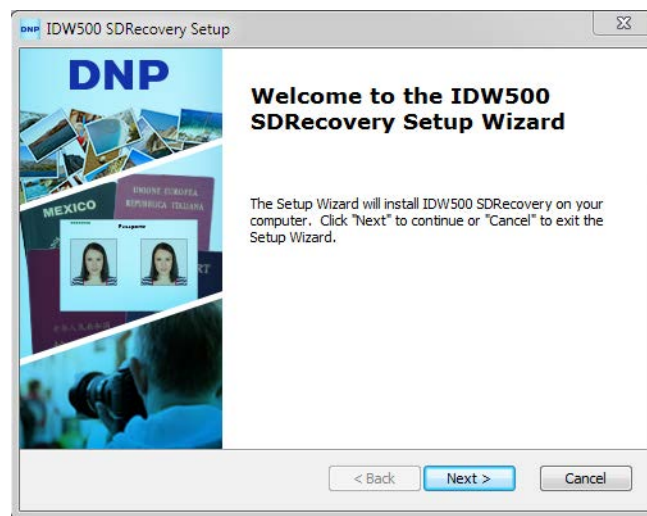 DNP IDW500 SDRecovery Setup
DNP
Welcome to the IDW500
SDRecovery Setup Wizard
The Setup Wizard will install IDW500 SDRecovery on your
computer. Click "Next" to continue or "Cancel" to exit the
Setup Wizard.
MEXICO
UNIONE EUROPEA
REPUBBLICA ITALIANA
Passports
RT
< Back
Next >
Cancel